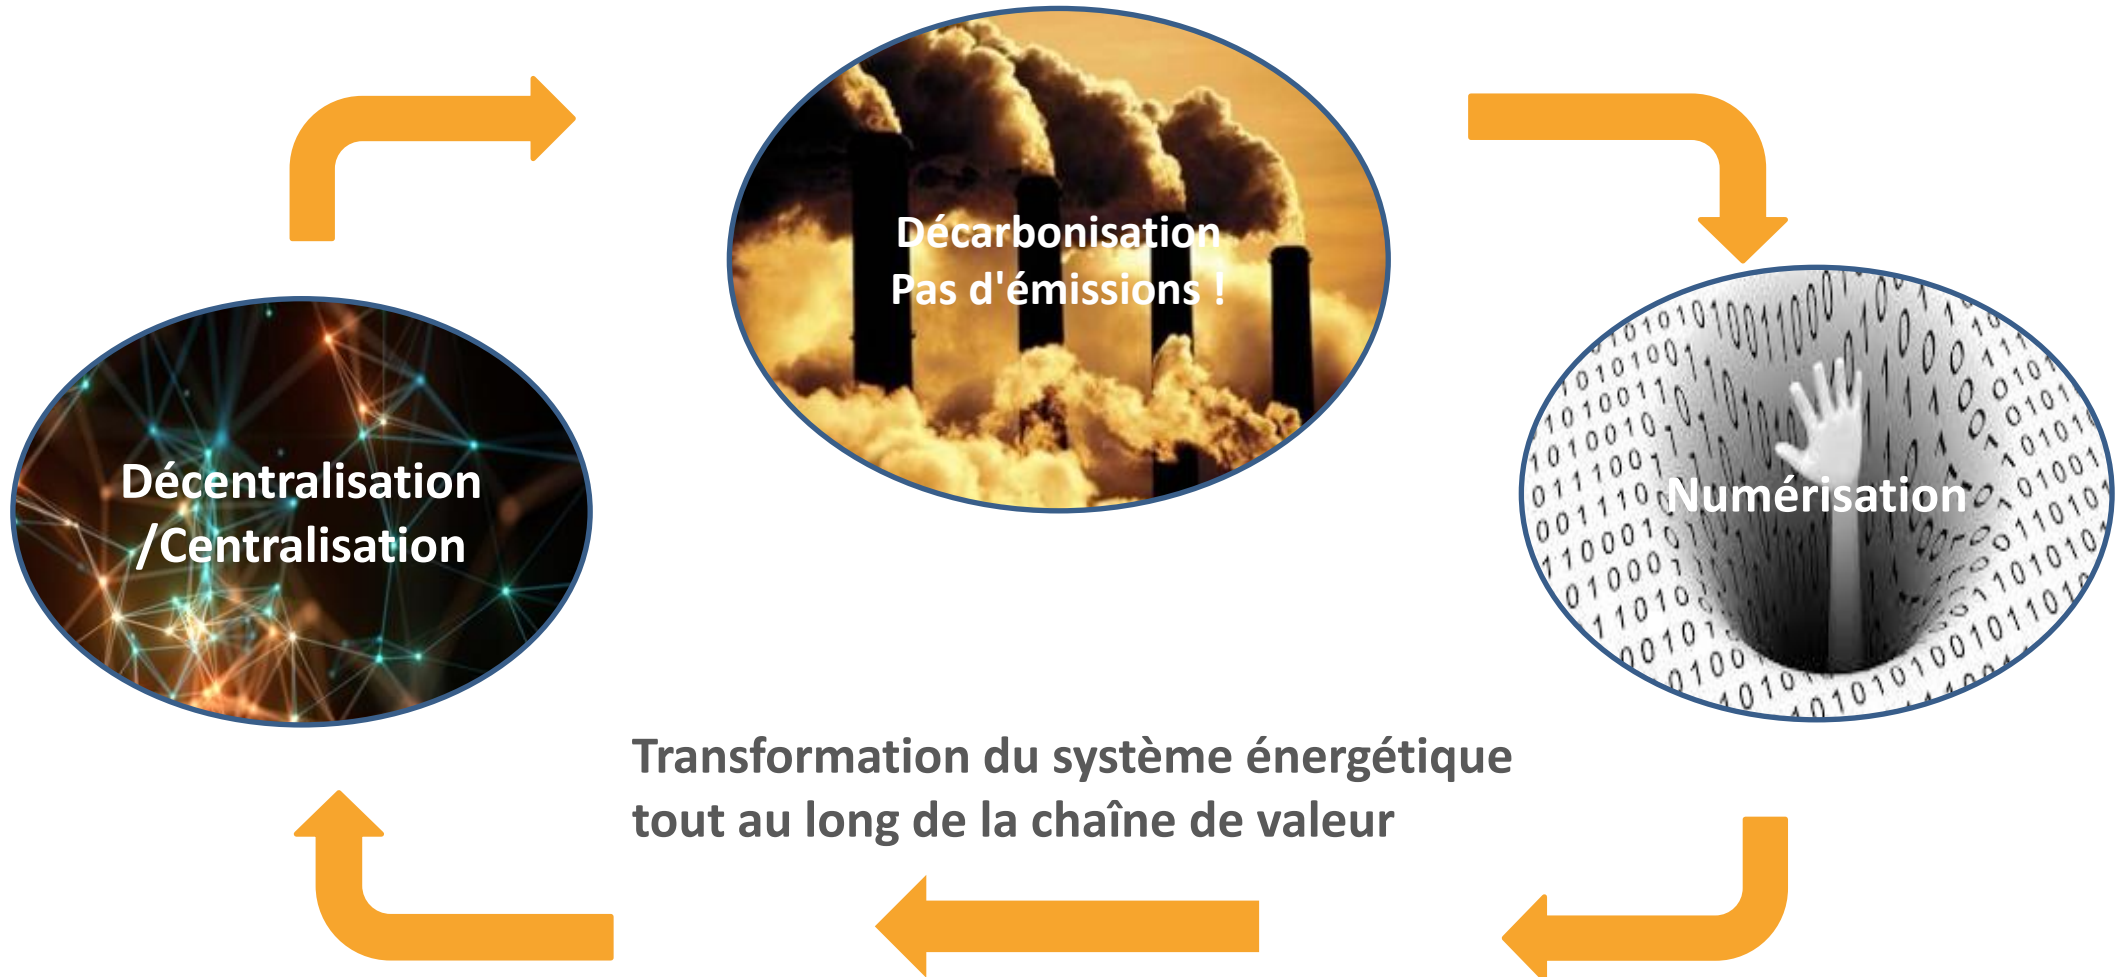 Décarbonisation
Pas d'émissions !
Décentralisation
/Centralisation
Numérisation
Transformation du système énergétique
tout au long de la chaîne de valeur